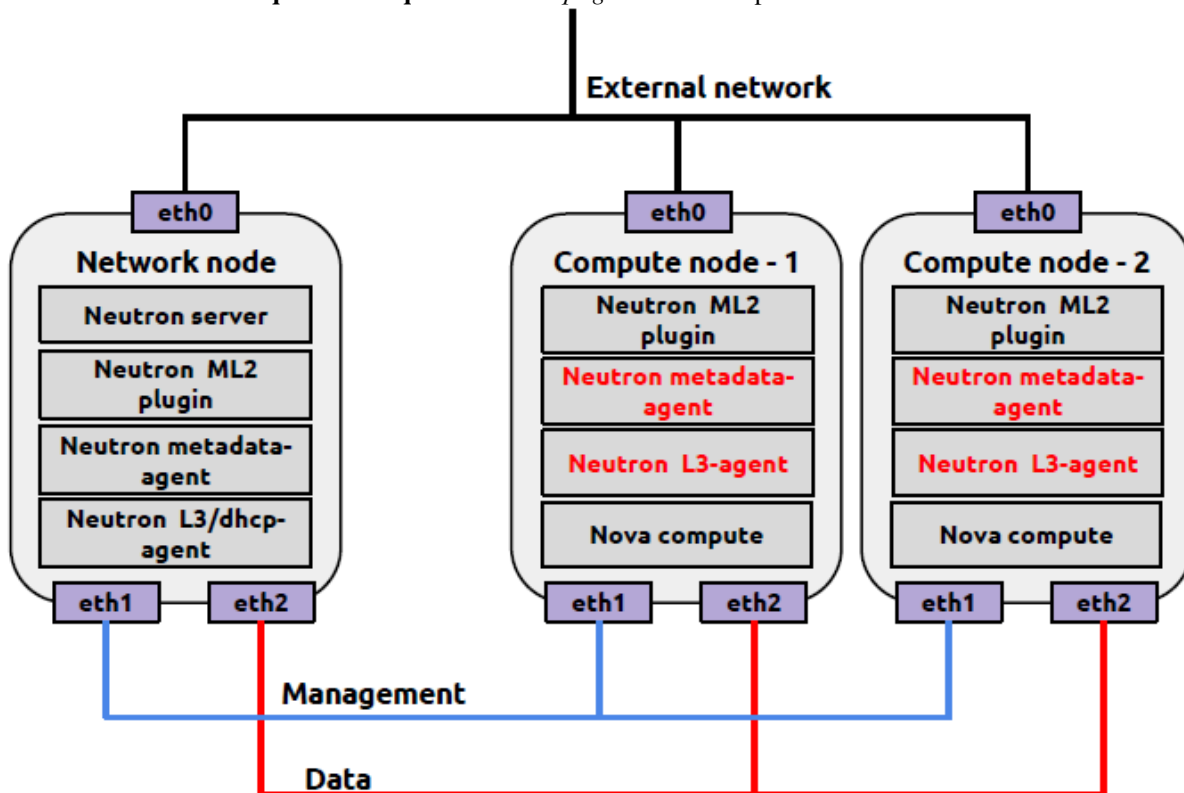 External network
eth0
eth0
eth0
Network node
Compute node - 1
Compute node - 2
Neutron server
Neutron ML2
plugin
Neutron metadata-
agent
Neutron L3/dhcp-
agent
Neutron ML2
plugin
Neutron metadata-
agent
Neutron L3-agent
Nova compute
Neutron ML2
plugin
Neutron metadata-
agent
Neutron L3-agent
Nova compute
eth1
eth2
eth1
eth2
eth1
eth2
Management
Data